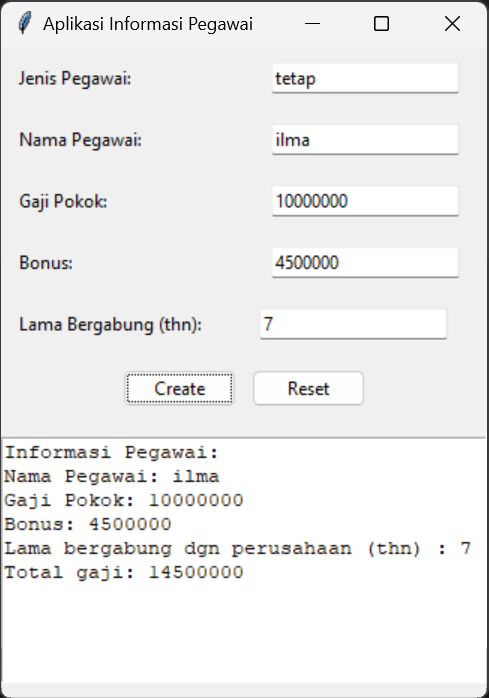 Aplikasi Informasi Pegawai
Jenis Pegawai: tetap
Nama Pegawai: ilma
Gaji Pokok: 10000000
Bonus: 4500000
Lama Bergabung (thn): 7
Create Reset
Informasi Pegawai:
Nama Pegawai: ilma
Gaji Pokok: 10000000
Bonus: 4500000
Lama bergabung dgn perusahaan (thn) : 7
Total gaji: 14500000